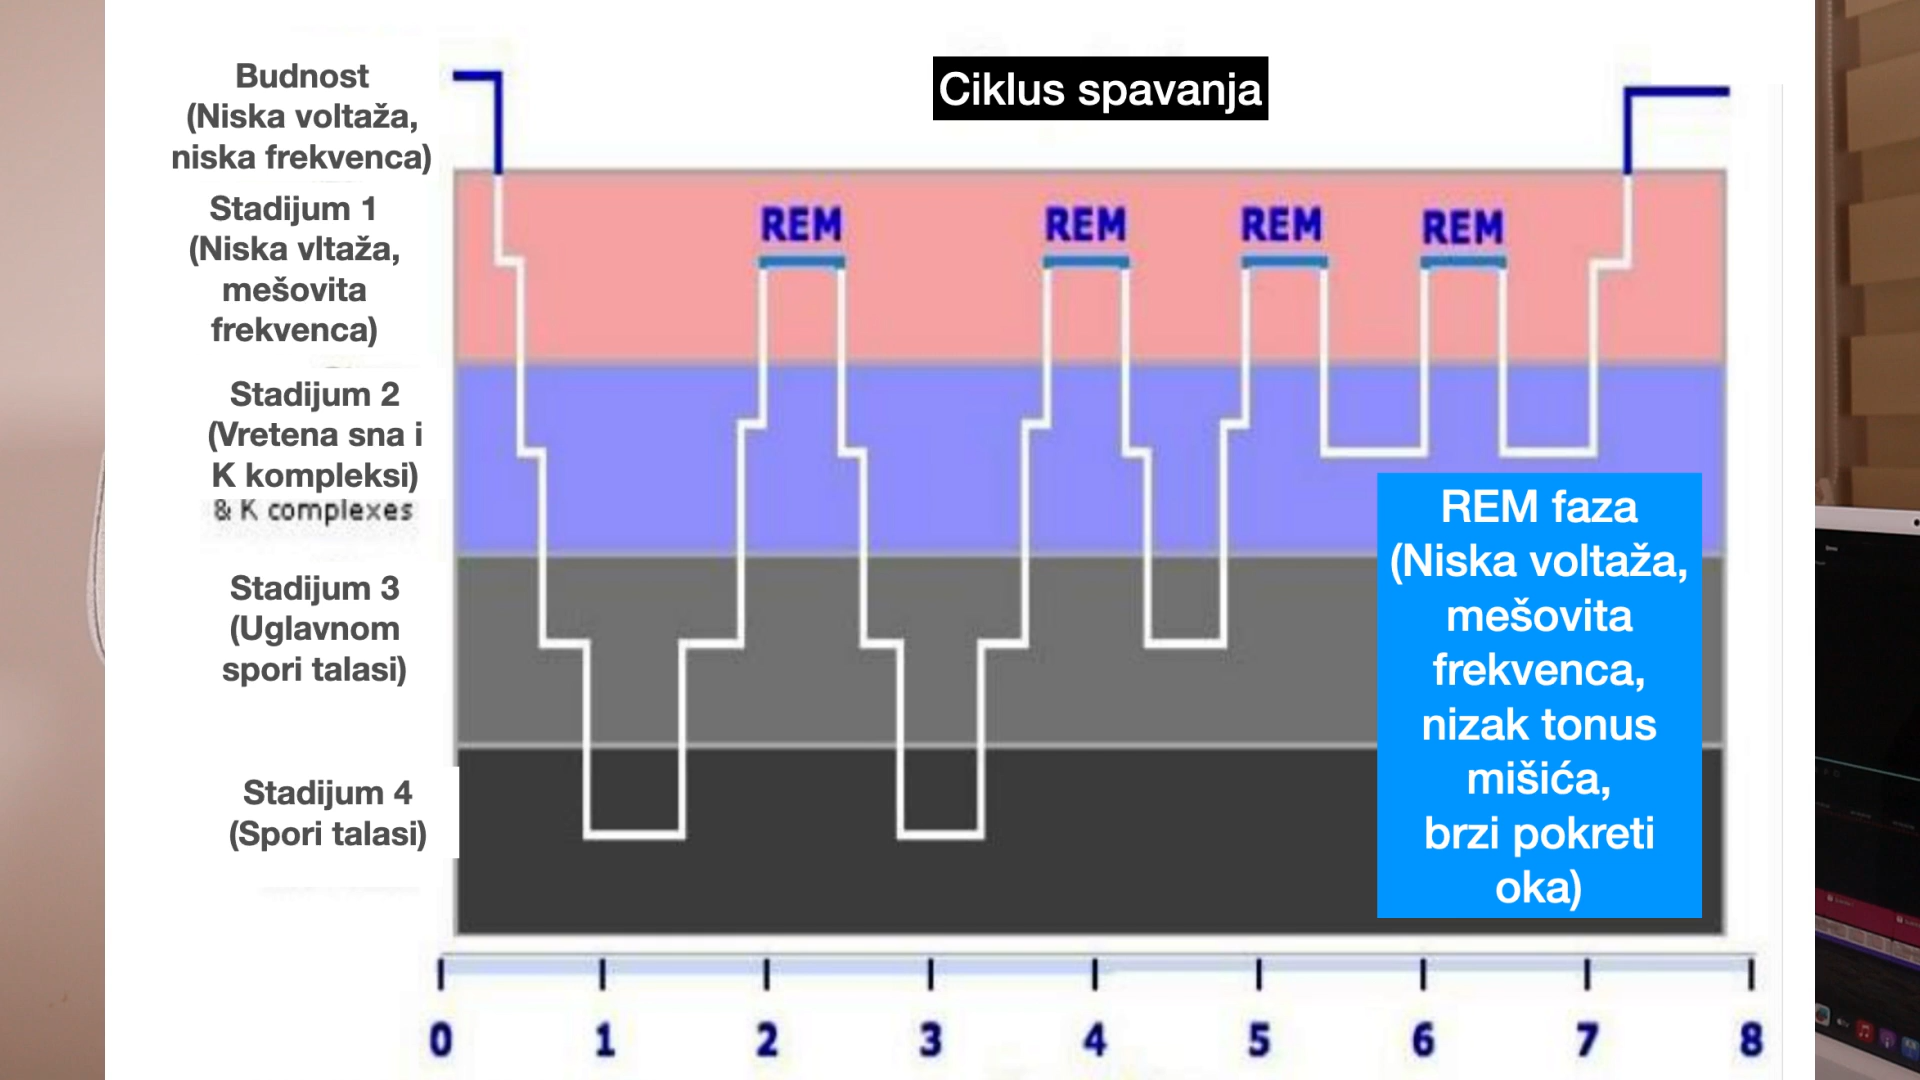 Ciklus spavanja
Budnost
(Niska voltaža,
niska frekvenca)
Stadijum 1
(Niska vltaža,
mešovita
frekvenca)
Stadijum 2
(Vretena sna i
K kompleksi)
& K complexes
Stadijum 3
(Uglavnom
spori talasi)
Stadijum 4
(Spori talasi)
REM REM REM REM
REM faza
(Niska voltaža,
mešovita
frekvenca,
nizak tonus
mišića,
brzi pokreti
oka)
0 1 2 3 4 5 6 7 8